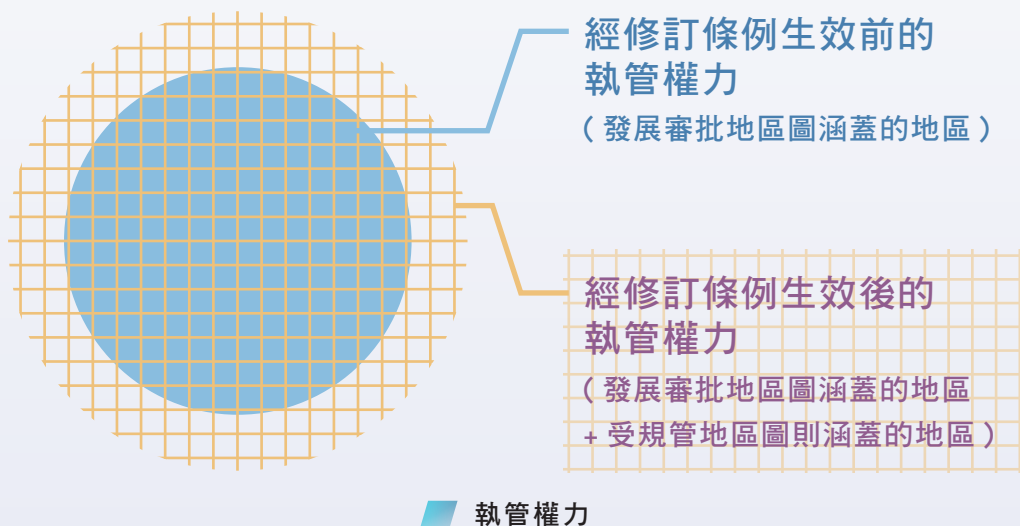 經修訂條例生效前的
執管權力
（發展審批地區圖涵蓋的地區）
經修訂條例生效後的
執管權力
（發展審批地區圖涵蓋的地區
+ 受規管地區圖則涵蓋的地區）
執管權力